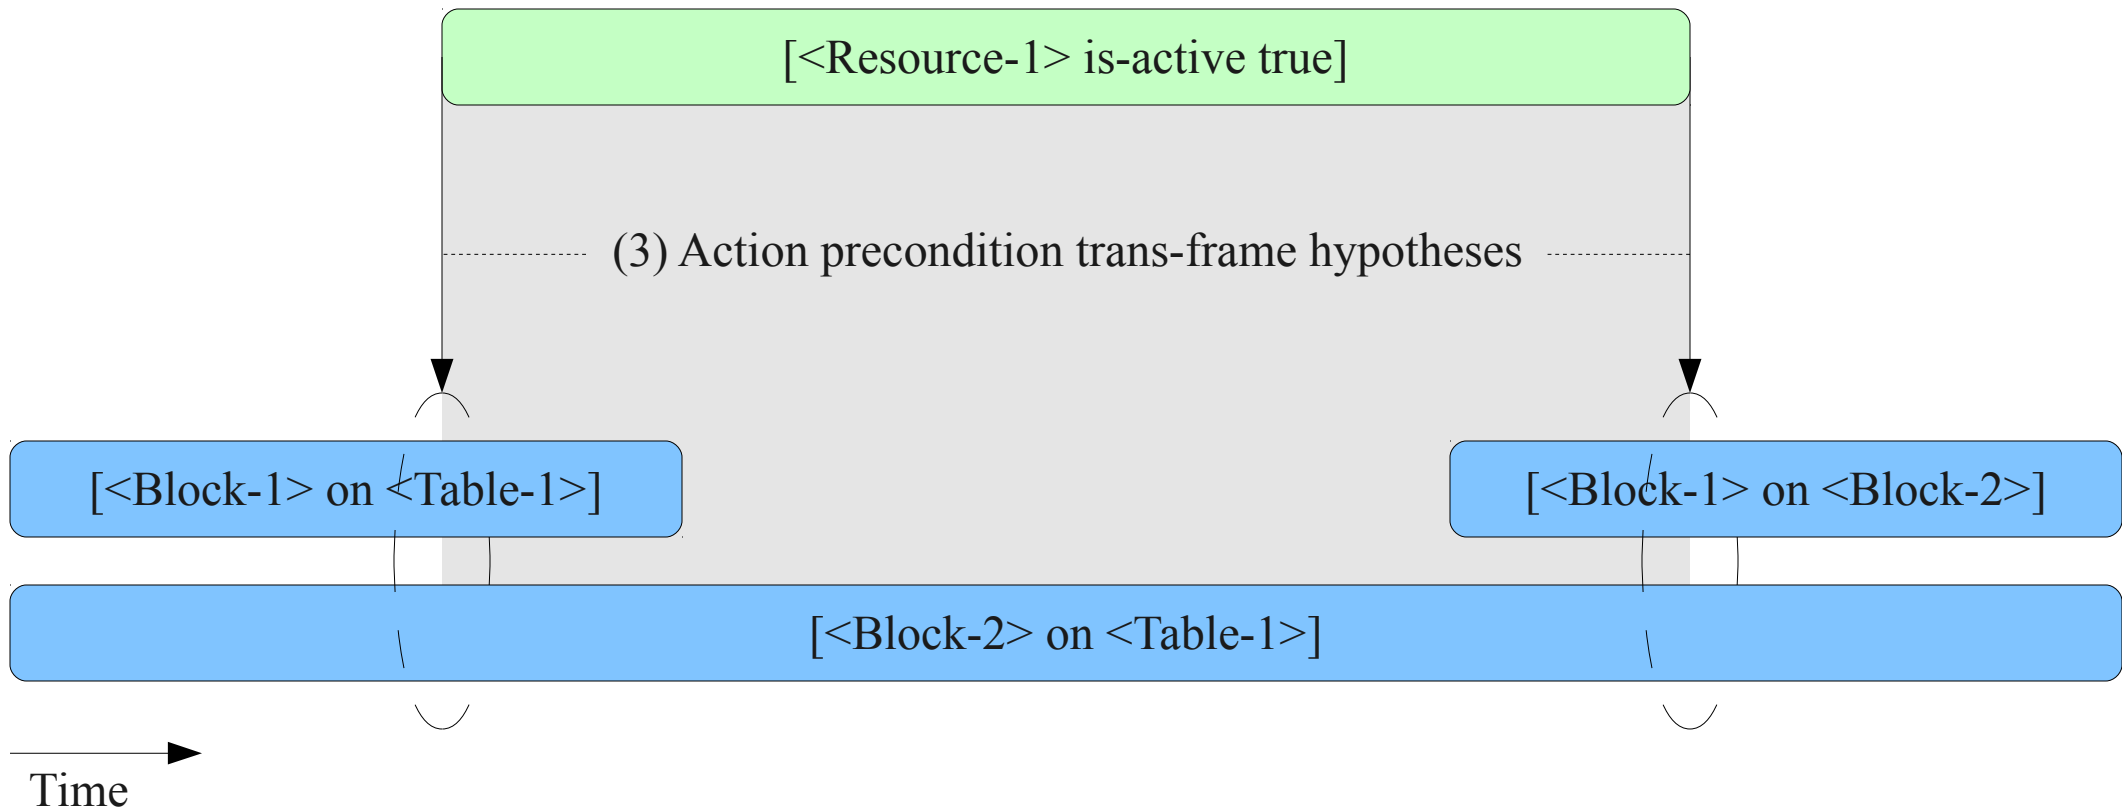 [<Resource-1> is-active true]
(3) Action precondition trans-frame hypotheses
[<Block-1> on <Table-1>]
[<Block-1> on <Block-2>]
[<Block-2> on <Table-1>]
Time